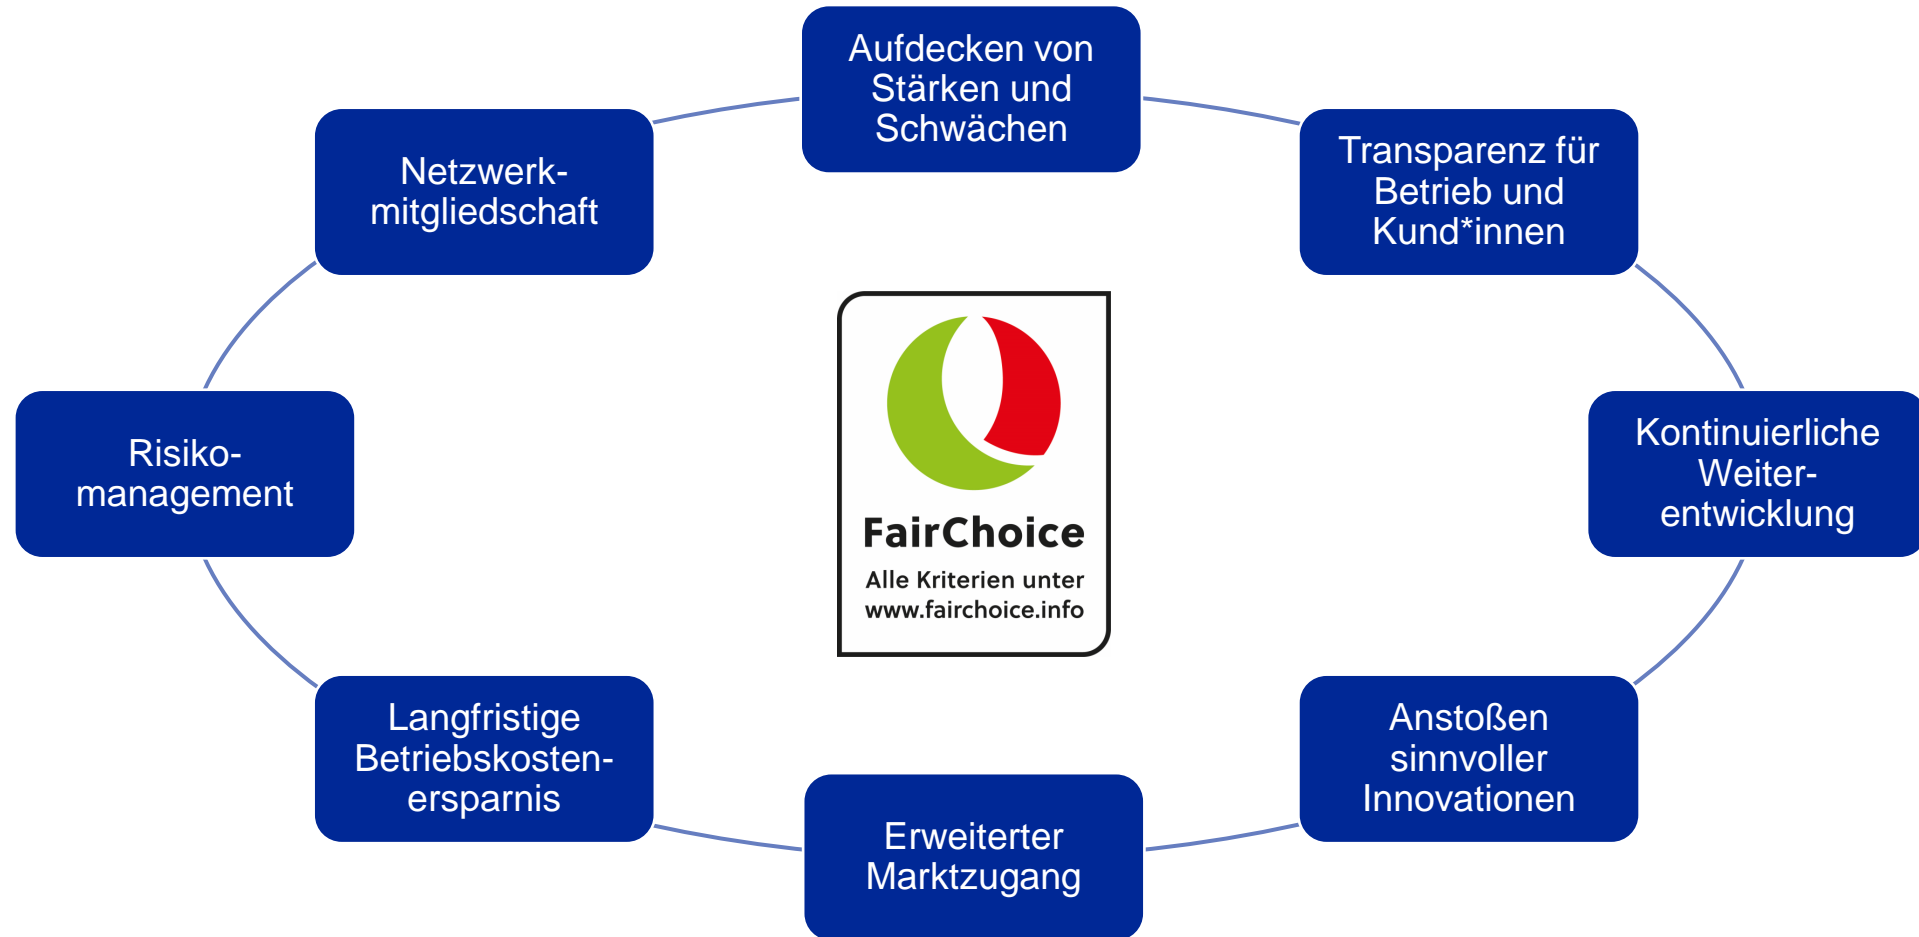 Aufdecken von
Stärken und
Schwächen
Transparenz für
Betrieb und
Kund*innen
Kontinuierliche
Weiter-
entwicklung
Anstoßen
sinnvoller
Innovationen
Erweiterter
Marktzugang
Langfristige
Betriebskosten-
ersparnis
Risiko-
management
Netzwerk-
mitgliedschaft
FairChoice
Alle Kriterien unter
www.fairchoice.info